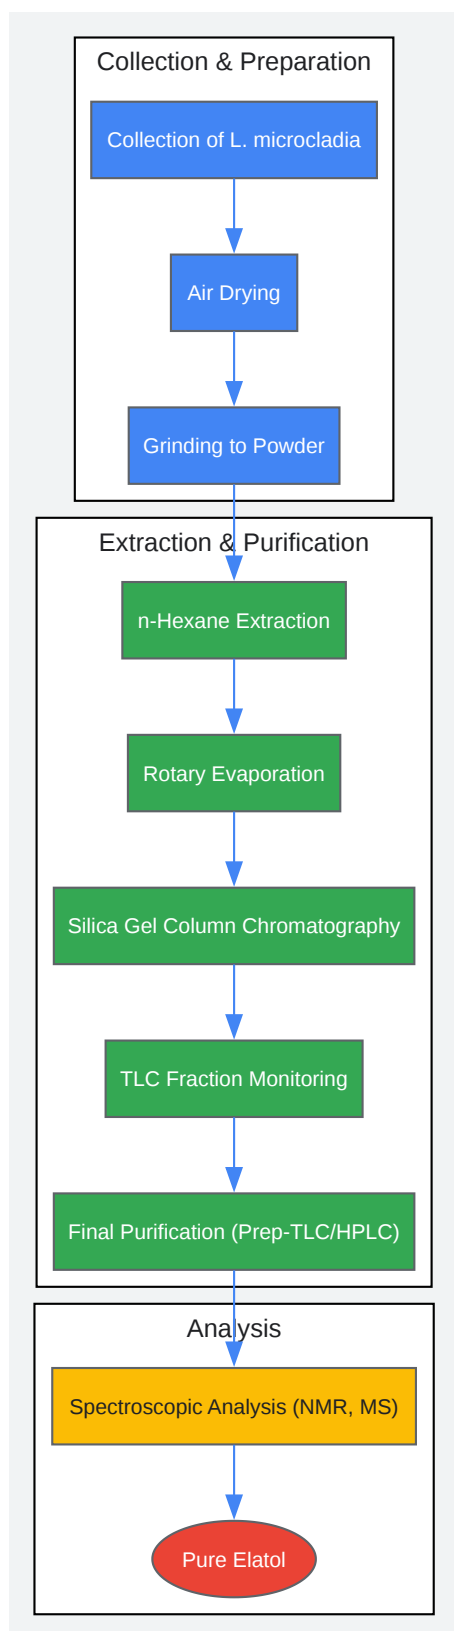 Collection & Preparation
Collection of L. microcladia
Air Drying
Grinding to Powder
Extraction & Purification
n-Hexane Extraction
Rotary Evaporation
Silica Gel Column Chromatography
TLC Fraction Monitoring
Final Purification (Prep-TLC/HPLC)
Analysis
Spectroscopic Analysis (NMR, MS)
Pure Elatol